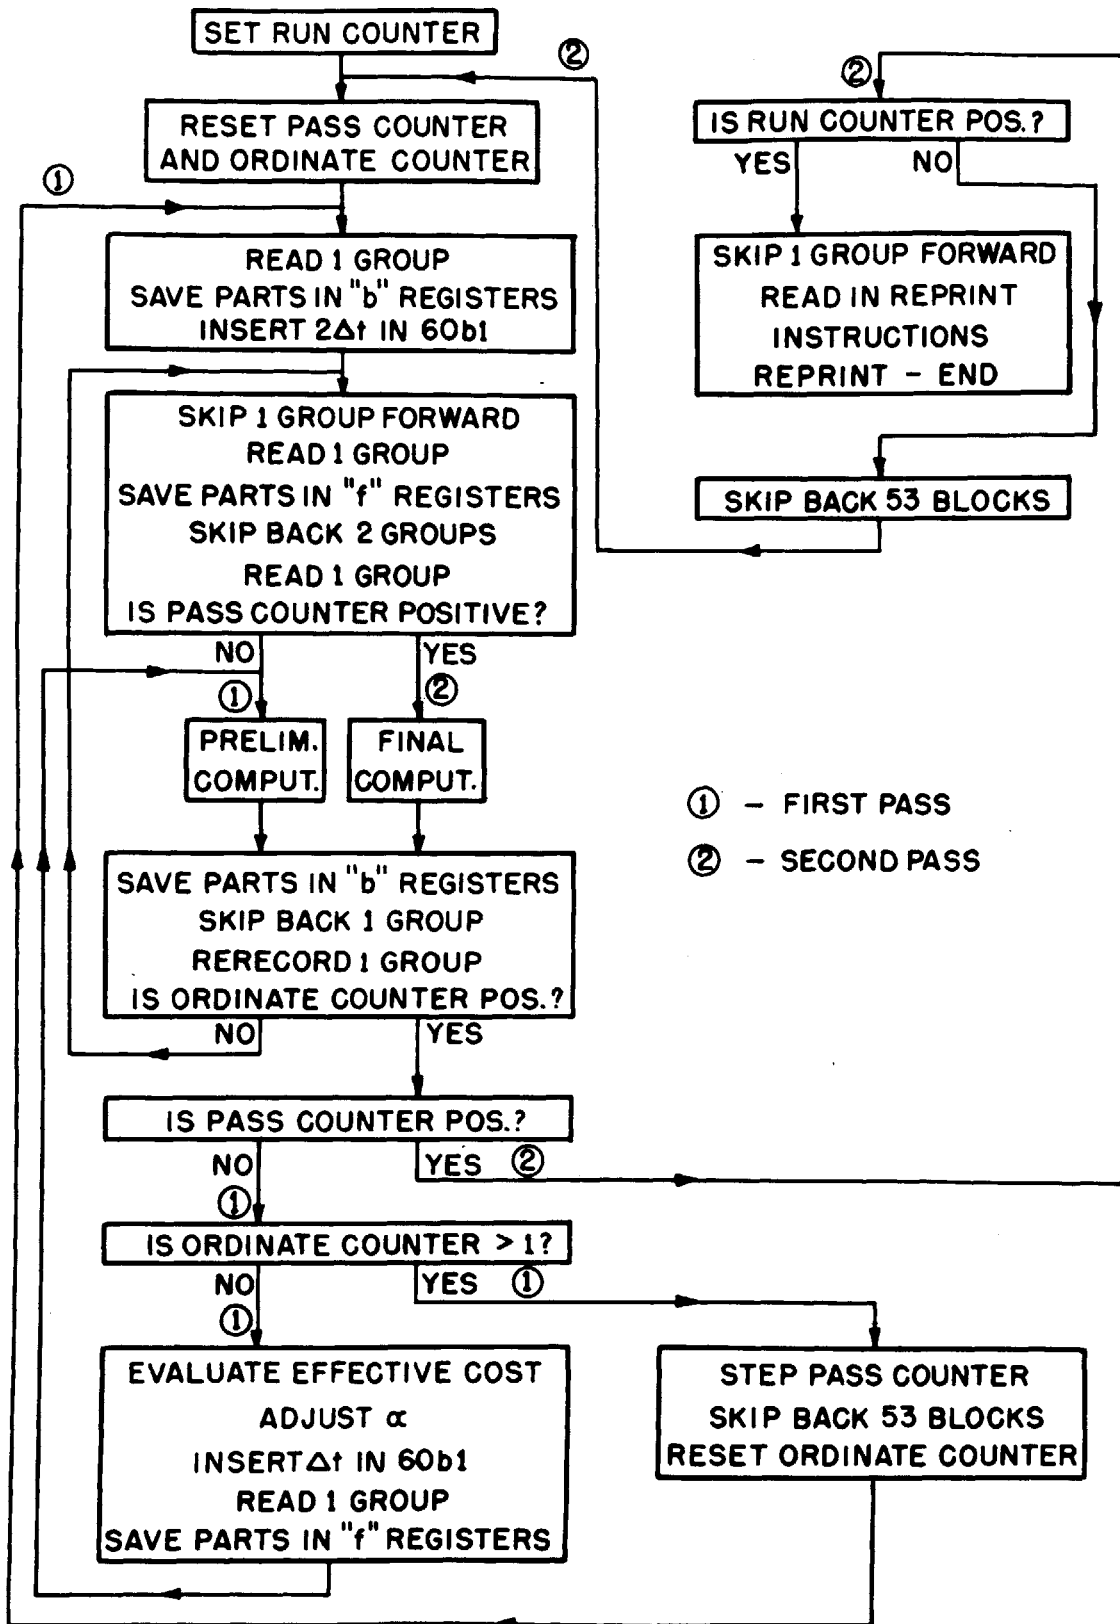 SET RUN COUNTER
②
RESET PASS COUNTER
AND ORDINATE COUNTER
①
READ 1 GROUP
SAVE PARTS IN "b" REGISTERS
INSERT 2Δt IN 60b1
SKIP 1 GROUP FORWARD
READ 1 GROUP
SAVE PARTS IN "f" REGISTERS
SKIP BACK 2 GROUPS
READ 1 GROUP
IS PASS COUNTER POSITIVE?
NO
YES
①
②
PRELIM.
COMPUT.
FINAL
COMPUT.
SAVE PARTS IN "b" REGISTERS
SKIP BACK 1 GROUP
RERECORD 1 GROUP
IS ORDINATE COUNTER POS.?
NO
YES
IS PASS COUNTER POS.?
NO
YES ②
①
IS ORDINATE COUNTER > 1?
NO
YES ①
①
EVALUATE EFFECTIVE COST
ADJUST α
INSERT Δt IN 60b1
READ 1 GROUP
SAVE PARTS IN "f" REGISTERS
②
IS RUN COUNTER POS.?
YES
NO
SKIP 1 GROUP FORWARD
READ IN REPRINT
INSTRUCTIONS
REPRINT - END
SKIP BACK 53 BLOCKS
① - FIRST PASS
② - SECOND PASS
STEP PASS COUNTER
SKIP BACK 53 BLOCKS
RESET ORDINATE COUNTER